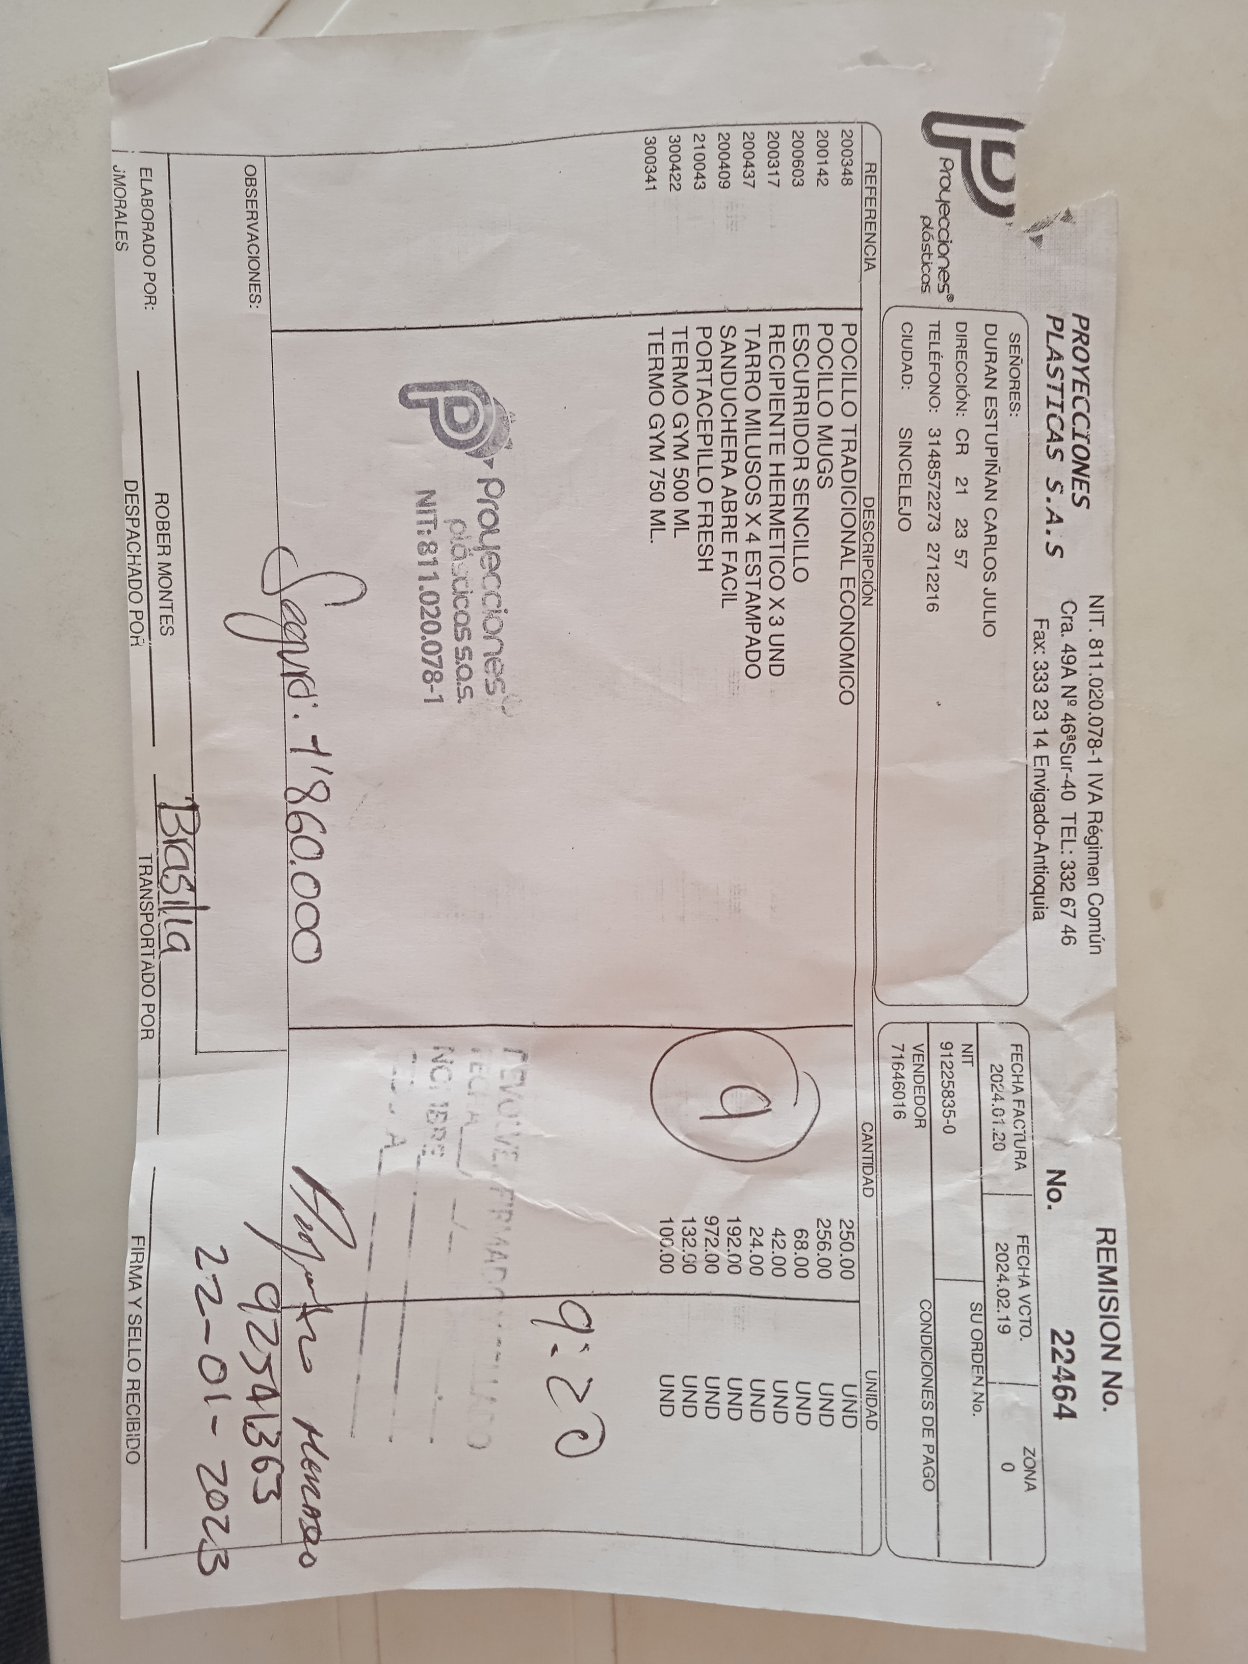 Proyecciones®
plásticos
PROYECCIONES
PLASTICAS S.A.S
NIT. 811.020.078-1 IVA Régimen Común
Cra. 49A Nº 46ªSur-40 TEL: 332 67 46
Fax: 333 23 14 Envigado-Antioquia
REMISION No.
No. 22464
SEÑORES:
DURAN ESTUPIÑAN CARLOS JULIO
DIRECCIÓN: CR 21 23 57
TELÉFONO: 3148572273 2712216
CIUDAD: SINCELEJO
FECHA FACTURA FECHA VCTO. ZONA
2024.01.20 2024.02.19 0
NIT SU ORDEN No.
91225835-0
VENDEDOR CONDICIONES DE PAGO
71646016
REFERENCIA DESCRIPCIÓN CANTIDAD UNIDAD
200348 POCILLO TRADICIONAL ECONOMICO 250.00 UND
200142 POCILLO MUGS 256.00 UND
200603 ESCURRIDOR SENCILLO 68.00 UND
200317 RECIPIENTE HERMETICO X 3 UND 42.00 UND
200437 TARRO MILUSOS X 4 ESTAMPADO 24.00 UND
200409 SANDUCHERA ABRE FACIL 192.00 UND
210043 PORTACEPILLO FRESH 972.00 UND
300422 TERMO GYM 500 ML 132.00 UND
300341 TERMO GYM 750 ML. 100.00 UND
9
9:20
Proyecciones
plásticas s.a.s.
NIT: 811.020.078-1
NOMBRE
OBSERVACIONES:
1'860.000
92541363
22-01-2023
ROBER MONTES
Brasilia
ELABORADO POR: DESPACHADO POR TRANSPORTADO POR FIRMA Y SELLO RECIBIDO
JMORALES